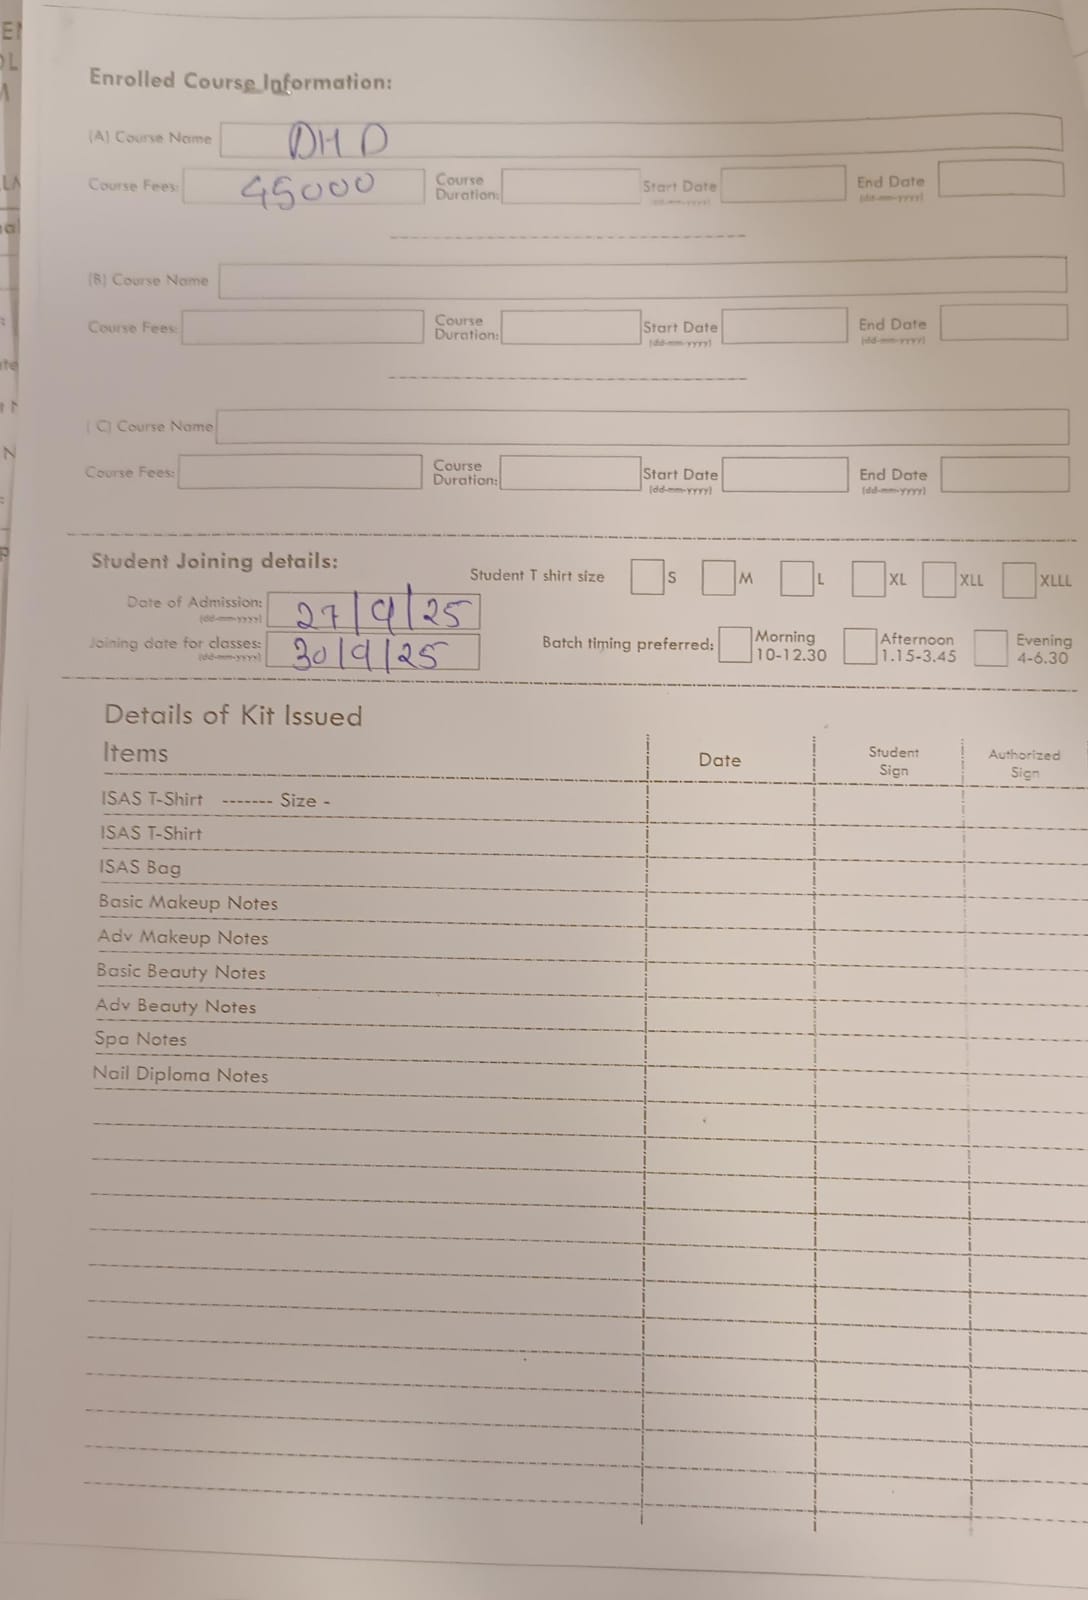 Enrolled Course Information:
(A) Course Name DHD
Course Fees: 45000 Course Duration: Start Date (dd-mm-yyyy) End Date (dd-mm-yyyy)
(B) Course Name
Course Fees: Course Duration: Start Date (dd-mm-yyyy) End Date (dd-mm-yyyy)
( C) Course Name
Course Fees: Course Duration: Start Date (dd-mm-yyyy) End Date (dd-mm-yyyy)
Student Joining details:
Student T shirt size S M L XL XLL XLLL
Date of Admission: (dd-mm-yyyy) 27/9/25
Joining date for classes: (dd-mm-yyyy) 30/9/25
Batch timing preferred: Morning 10-12.30 Afternoon 1.15-3.45 Evening 4-6.30
Details of Kit Issued
Items Date Student Sign Authorized Sign
ISAS T-Shirt ------- Size -
ISAS T-Shirt
ISAS Bag
Basic Makeup Notes
Adv Makeup Notes
Basic Beauty Notes
Adv Beauty Notes
Spa Notes
Nail Diploma Notes